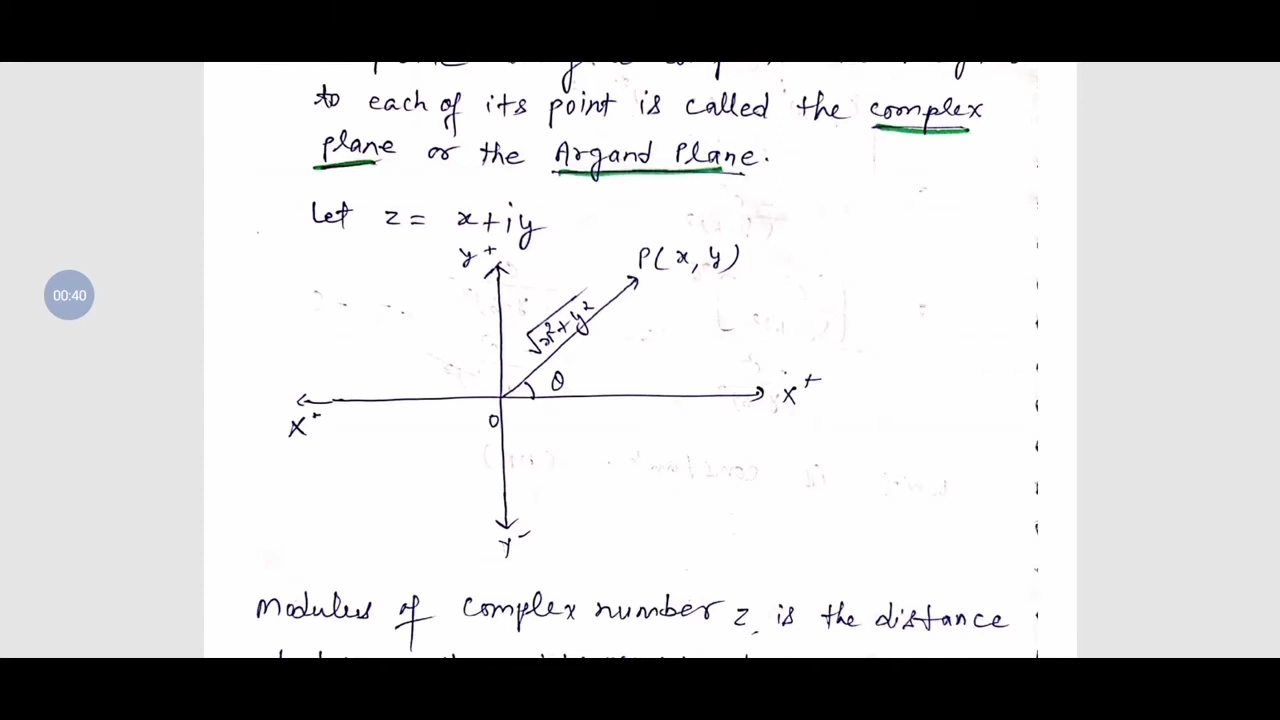 to each of its point is called the complex
plane or the Argand Plane.
Let z = x+iy
y+
P(x, y)
√x²+y²
00:40
θ
X+
X-
O
Y-
Modulus of complex number z, is the distance